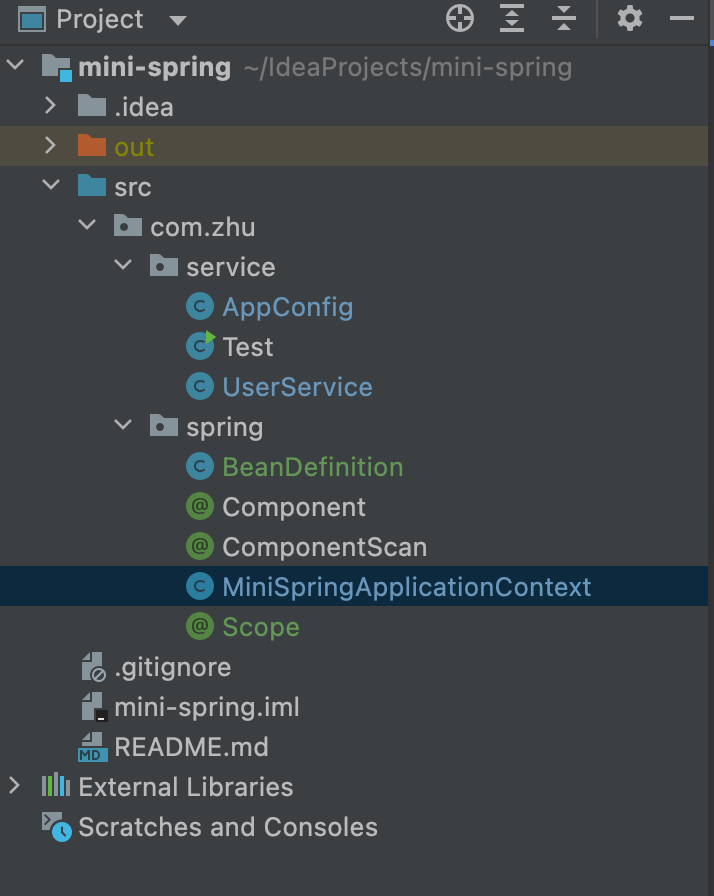 Project
mini-spring ~/IdeaProjects/mini-spring
.idea
out
src
com.zhu
service
C AppConfig
C Test
C UserService
spring
C BeanDefinition
@ Component
@ ComponentScan
C MiniSpringApplicationContext
@ Scope
.gitignore
mini-spring.iml
MD README.md
External Libraries
Scratches and Consoles